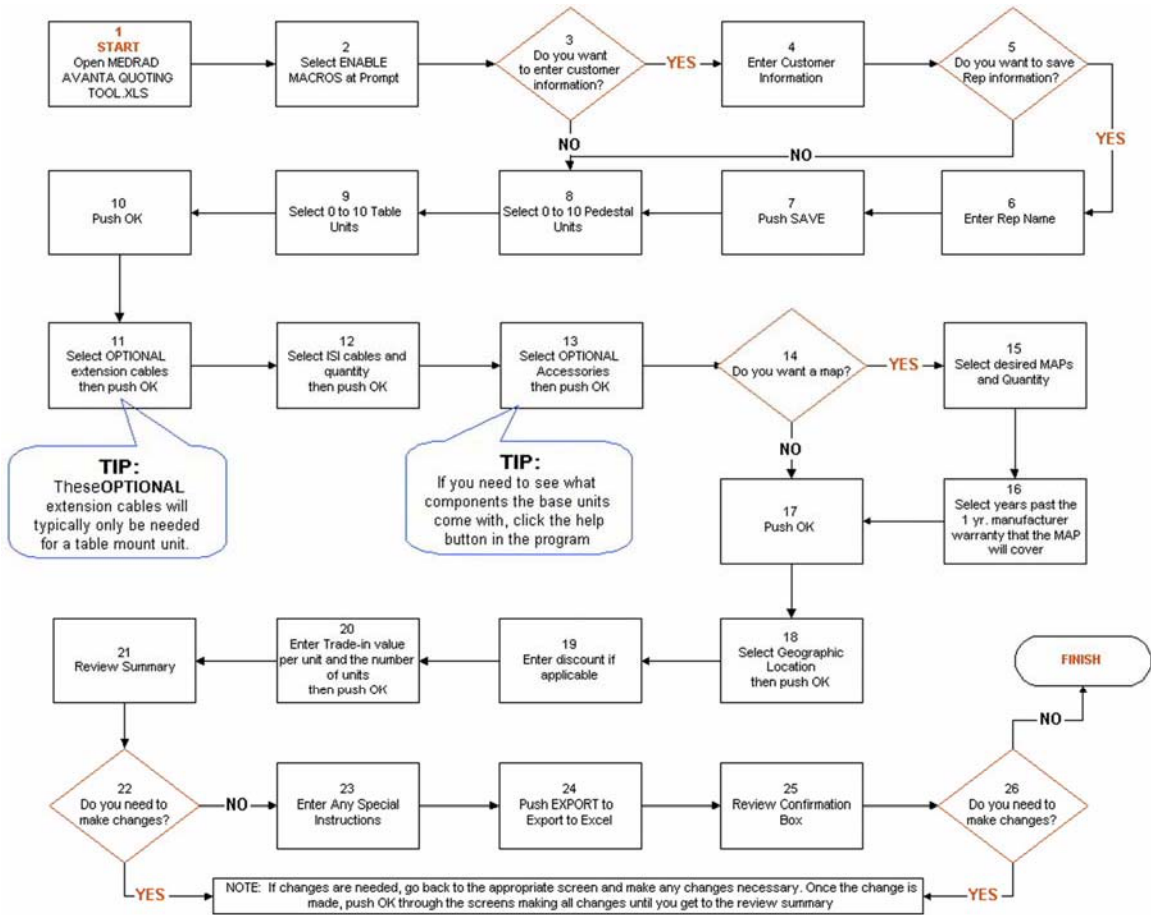 1
START
Open MEDRAD
AVANTA QUOTING
TOOL.XLS
2
Select ENABLE
MACROS at Prompt
3
Do you want
to enter customer
information?
YES
4
Enter Customer
Information
5
Do you want to save
Rep information?
YES
NO
NO
10
Push OK
9
Select 0 to 10 Table
Units
8
Select 0 to 10 Pedestal
Units
7
Push SAVE
6
Enter Rep Name
11
Select OPTIONAL
extension cables
then push OK
12
Select ISI cables and
quantity
then push OK
13
Select OPTIONAL
Accessories
then push OK
14
Do you want a map?
YES
15
Select desired MAPs
and Quantity
TIP:
TheseOPTIONAL
extension cables will
typically only be needed
for a table mount unit.
TIP:
If you need to see what
components the base units
come with, click the help
button in the program
NO
17
Push OK
16
Select years past the
1 yr. manufacturer
warranty that the MAP
will cover
21
Review Summary
20
Enter Trade-in value
per unit and the number
of units
then push OK
19
Enter discount if
applicable
18
Select Geographic
Location
then push OK
FINISH
NO
22
Do you need to
make changes?
NO
23
Enter Any Special
Instructions
24
Push EXPORT to
Export to Excel
25
Review Confirmation
Box
26
Do you need to
make changes?
YES
NOTE: If changes are needed, go back to the appropriate screen and make any changes necessary. Once the change is
made, push OK through the screens making all changes until you get to the review summary
YES